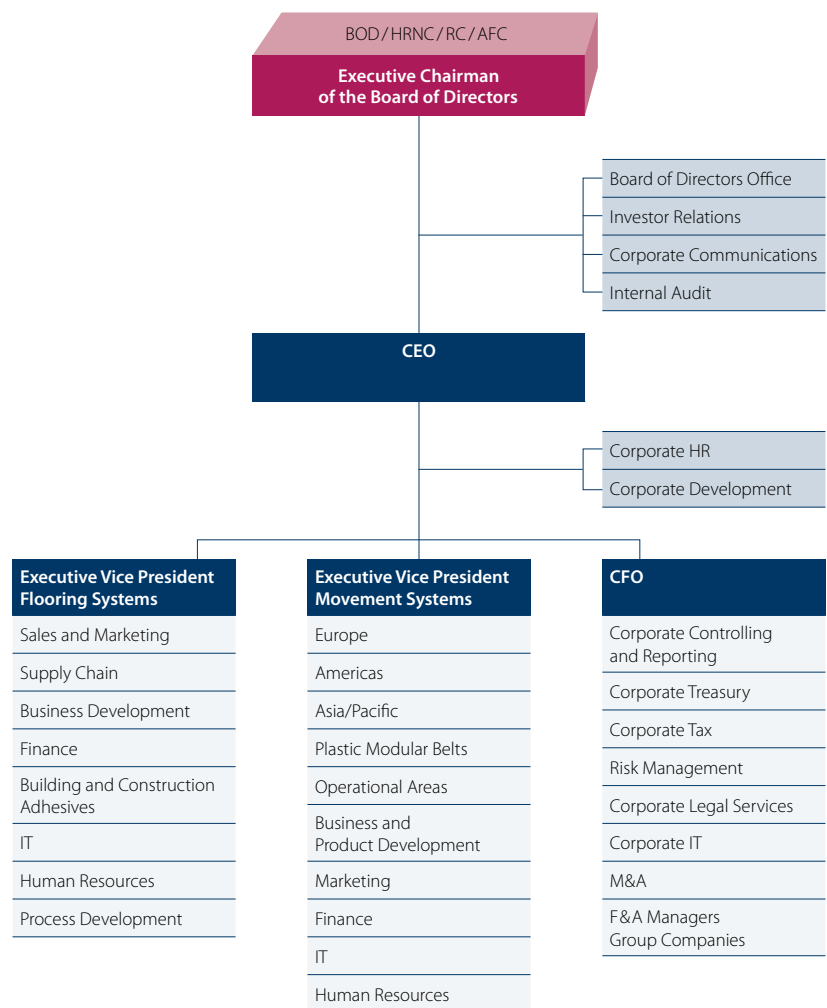 BOD / HRNC / RC / AFC
Executive Chairman
of the Board of Directors
Board of Directors Office
Investor Relations
Corporate Communications
Internal Audit
CEO
Corporate HR
Corporate Development
Executive Vice President
Flooring Systems
Sales and Marketing
Supply Chain
Business Development
Finance
Building and Construction
Adhesives
IT
Human Resources
Process Development
Executive Vice President
Movement Systems
Europe
Americas
Asia/Pacific
Plastic Modular Belts
Operational Areas
Business and
Product Development
Marketing
Finance
IT
Human Resources
CFO
Corporate Controlling
and Reporting
Corporate Treasury
Corporate Tax
Risk Management
Corporate Legal Services
Corporate IT
M&A
F&A Managers
Group Companies